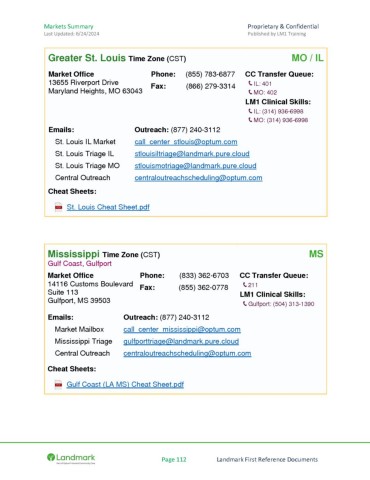 Markets Summary Proprietary & Confidential
Last Updated: 6/24/2024 Published by LM1 Training
Greater St. Louis Time Zone (CST) MO / IL
Market Office Phone: (855) 783-6877 CC Transfer Queue:
13655 Riverport Drive Fax: (866) 279-3314 IL: 401
Maryland Heights, MO 63043 MO: 402
LM1 Clinical Skills:
IL: (314) 936-6998
MO: (314) 936-6998
Emails: Outreach: (877) 240-3112
St. Louis IL Market call_center_stlouis@optum.com
St. Louis Triage IL stlouisiltriage@landmark.pure.cloud
St. Louis Triage MO stlouismotriage@landmark.pure.cloud
Central Outreach centraloutreachscheduling@optum.com
Cheat Sheets:
St. Louis Cheat Sheet.pdf
Mississippi Time Zone (CST) MS
Gulf Coast, Gulfport
Market Office Phone: (833) 362-6703 CC Transfer Queue:
14116 Customs Boulevard Fax: (855) 362-0778 211
Suite 113 LM1 Clinical Skills:
Gulfport, MS 39503 Gulfport: (504) 313-1390
Emails: Outreach: (877) 240-3112
Market Mailbox call_center_mississippi@optum.com
Mississippi Triage gulfporttriage@landmark.pure.cloud
Central Outreach centraloutreachscheduling@optum.com
Cheat Sheets:
Gulf Coast (LA MS) Cheat Sheet.pdf
Landmark Page 112 Landmark First Reference Documents